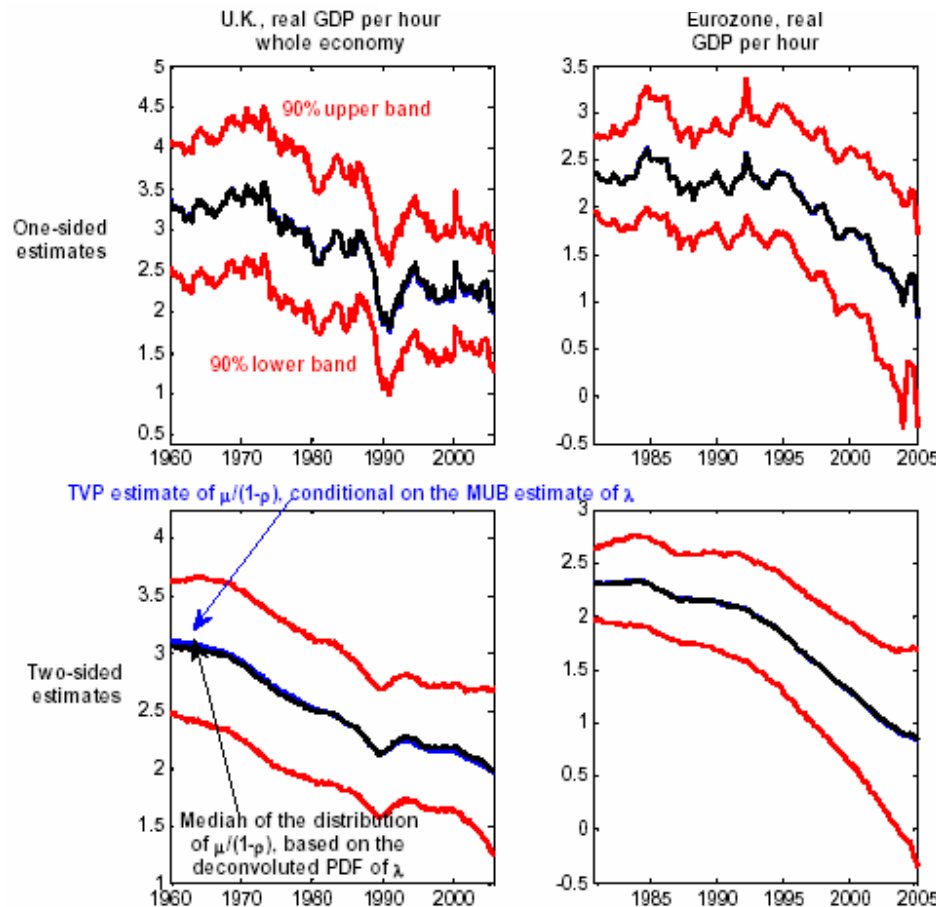 U.K., real GDP per hour
whole economy
Eurozone, real
GDP per hour
One-sided
estimates
5
4.5
4
3.5
3
2.5
2
1.5
1
0.5
90% upper band
90% lower band
1960 1970 1980 1990 2000
3.5
3
2.5
2
1.5
1
0.5
0
-0.5
1985 1990 1995 2000 2005
TVP estimate of μ/(1-ρ), conditional on the MUB estimate of λ
Two-sided
estimates
4
3.5
3
2.5
2
1.5
1
Median of the distribution
of μ/(1-ρ), based on the
deconvoluted PDF of λ
1960 1970 1980 1990 2000
3
2.5
2
1.5
1
0.5
0
-0.5
1985 1990 1995 2000 2005